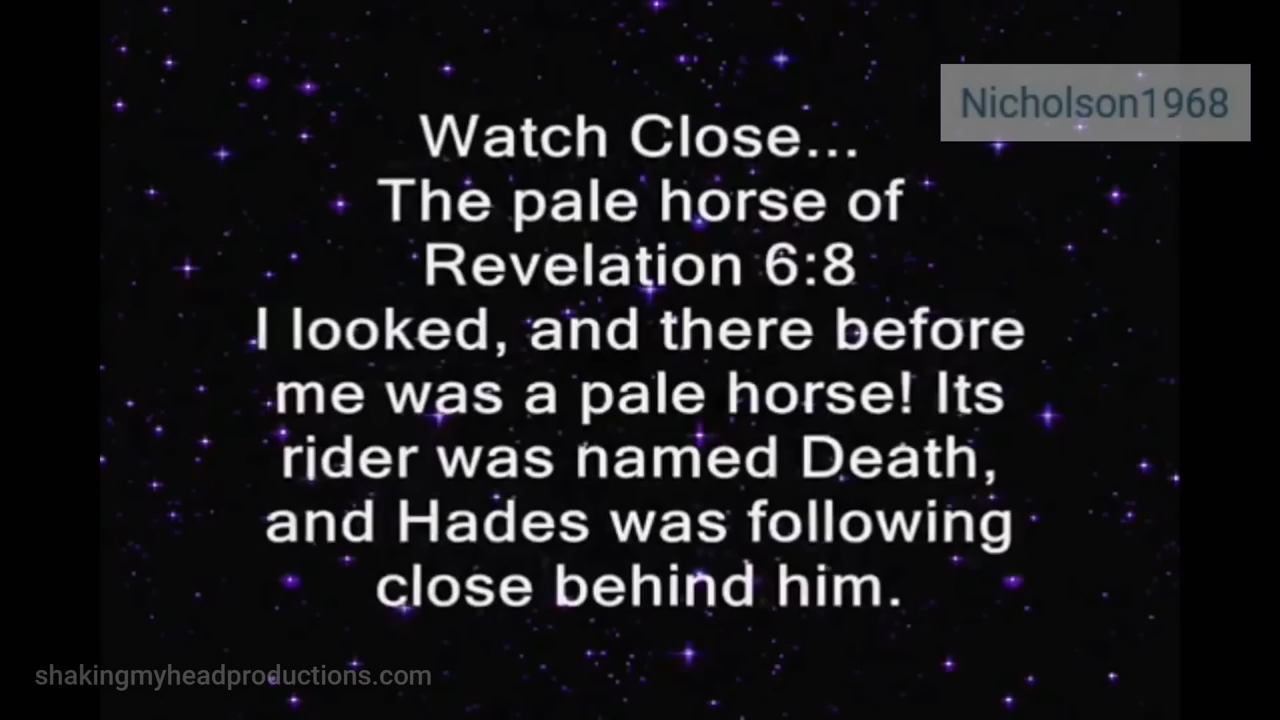 Nicholson1968
Watch Close...
The pale horse of
Revelation 6:8
I looked, and there before
me was a pale horse! Its
rider was named Death,
and Hades was following
close behind him.
shakingmyheadproductions.com